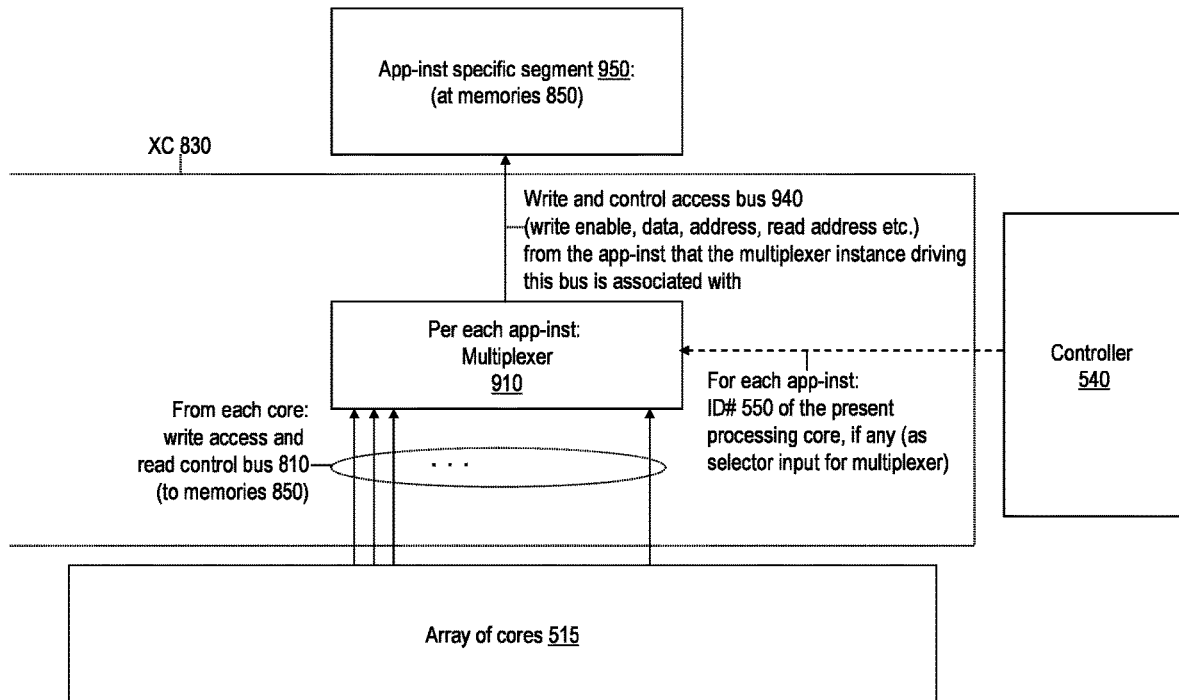 App-inst specific segment 950:
(at memories 850)
XC 830
Write and control access bus 940
(write enable, data, address, read address etc.)
from the app-inst that the multiplexer instance driving
this bus is associated with
Per each app-inst:
Multiplexer
910
Controller
540
For each app-inst:
ID# 550 of the present
processing core, if any (as
selector input for multiplexer)
From each core:
write access and
read control bus 810
(to memories 850)
. . .
Array of cores 515